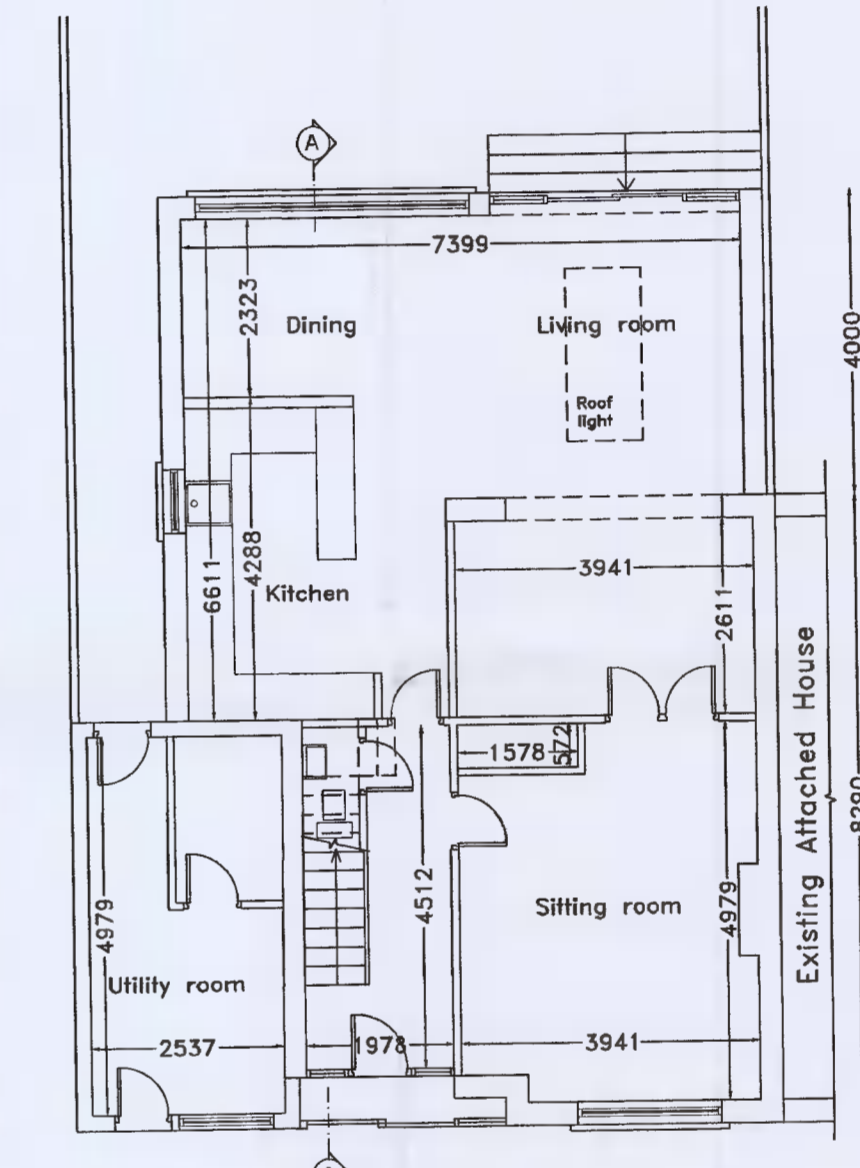 A
7399
2323
Dining
Living room
Roof
light
4000
6611
4288
Kitchen
3941
2611
1578
572
Existing Attached House
8290
4979
4512
Sitting room
4979
Utility room
2537
1978
3941